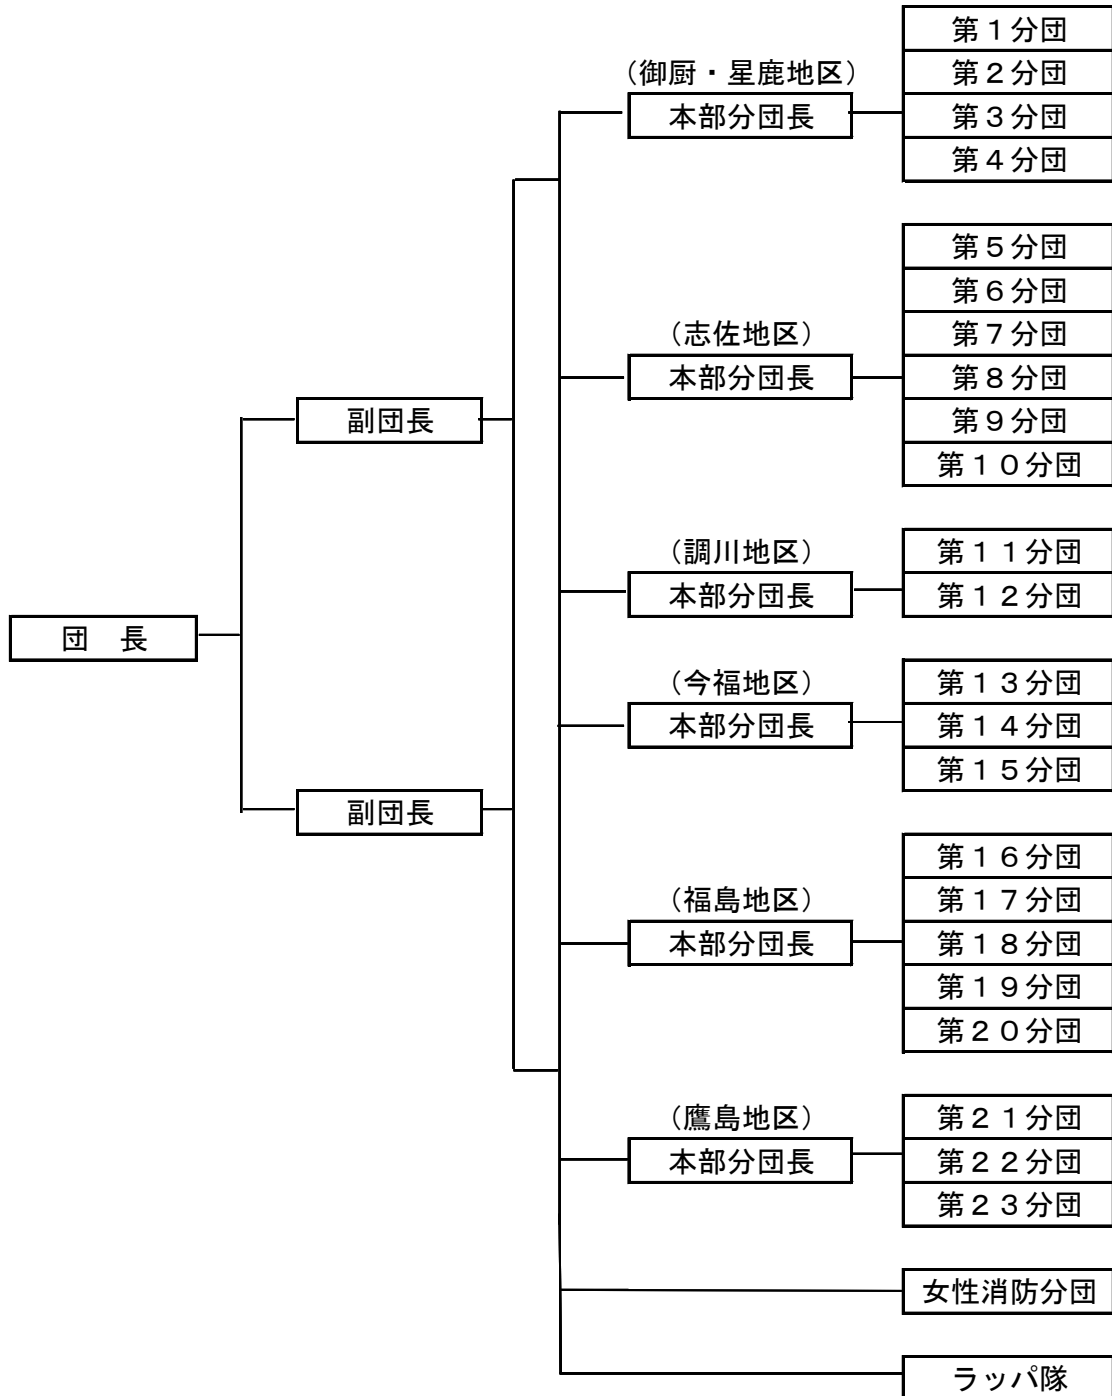 団　長
副団長
副団長
（御厨・星鹿地区）
本部分団長
第１分団
第２分団
第３分団
第４分団
（志佐地区）
本部分団長
第５分団
第６分団
第７分団
第８分団
第９分団
第１０分団
（調川地区）
本部分団長
第１１分団
第１２分団
（今福地区）
本部分団長
第１３分団
第１４分団
第１５分団
（福島地区）
本部分団長
第１６分団
第１７分団
第１８分団
第１９分団
第２０分団
（鷹島地区）
本部分団長
第２１分団
第２２分団
第２３分団
女性消防分団
ラッパ隊